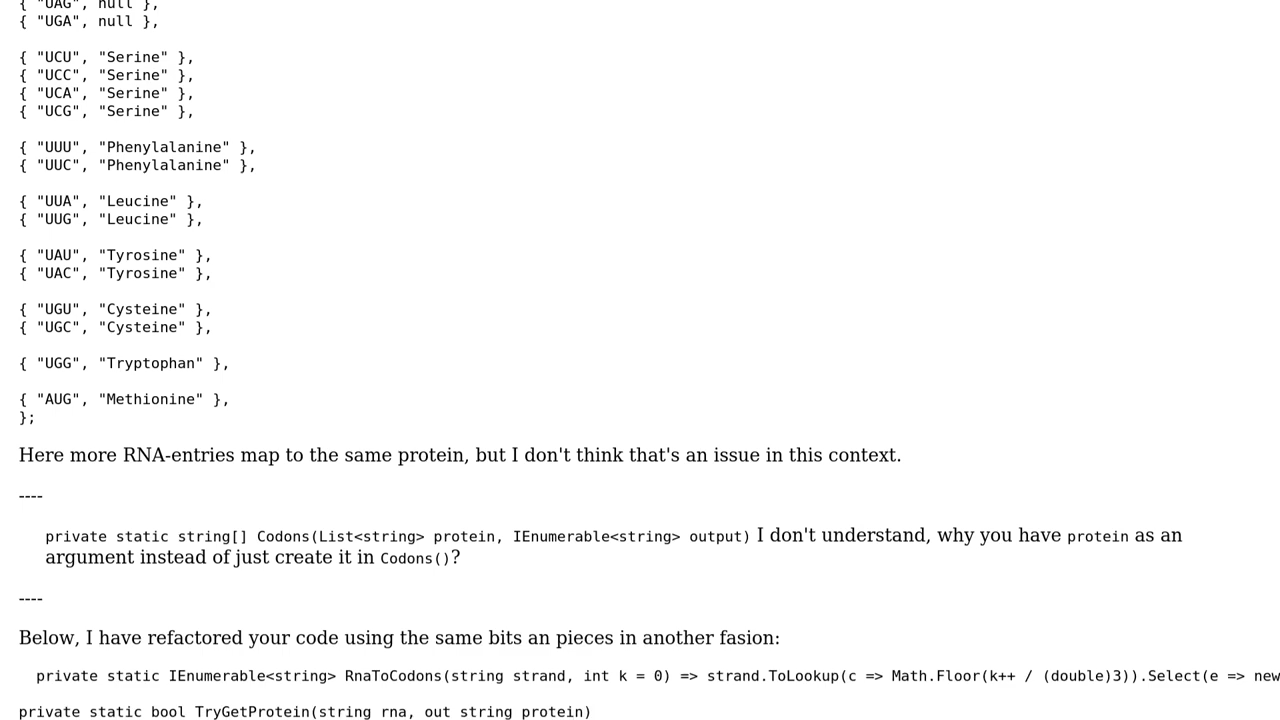 { "UAG", null },
{ "UGA", null },
{ "UCU", "Serine" },
{ "UCC", "Serine" },
{ "UCA", "Serine" },
{ "UCG", "Serine" },
{ "UUU", "Phenylalanine" },
{ "UUC", "Phenylalanine" },
{ "UUA", "Leucine" },
{ "UUG", "Leucine" },
{ "UAU", "Tyrosine" },
{ "UAC", "Tyrosine" },
{ "UGU", "Cysteine" },
{ "UGC", "Cysteine" },
{ "UGG", "Tryptophan" },
{ "AUG", "Methionine" },
};
Here more RNA-entries map to the same protein, but I don't think that's an issue in this context.
----
private static string[] Codons(List<string> protein, IEnumerable<string> output) I don't understand, why you have protein as an
argument instead of just create it in Codons()?
----
Below, I have refactored your code using the same bits an pieces in another fasion:
private static IEnumerable<string> RnaToCodons(string strand, int k = 0) => strand.ToLookup(c => Math.Floor(k++ / (double)3)).Select(e => new
private static bool TryGetProtein(string rna, out string protein)